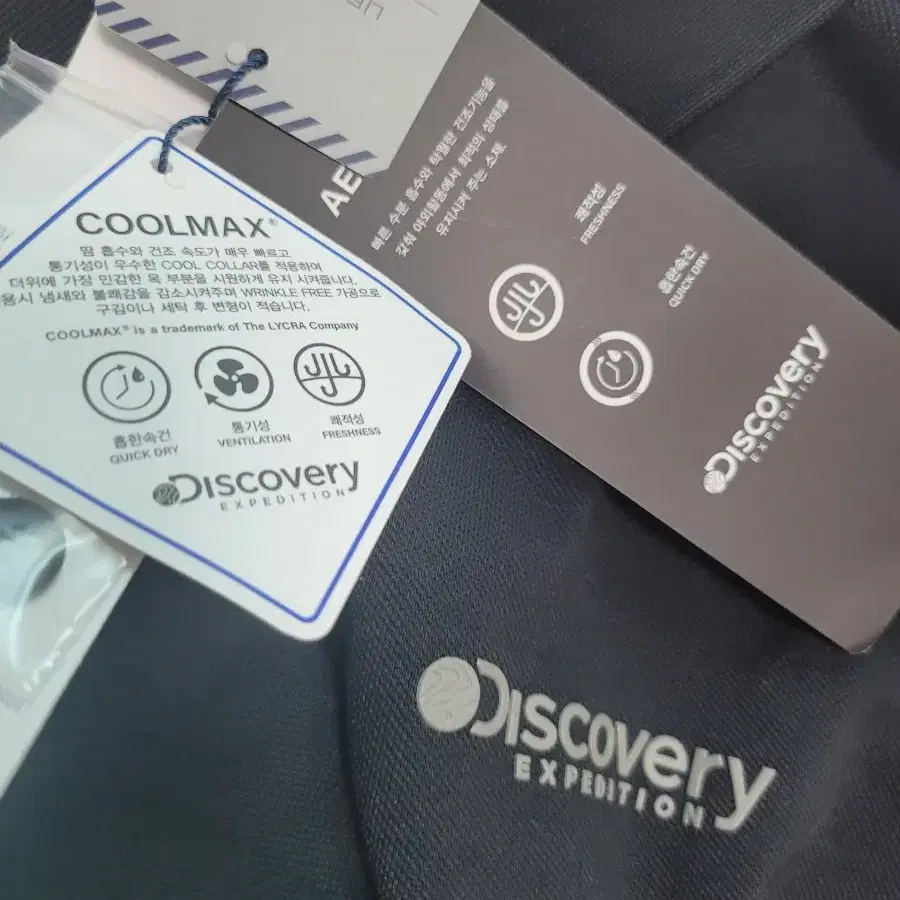 COOLMAX®
땀 흡수와 건조 속도가 매우 빠르고,
통기성이 우수한 COOL COLLAR를 적용하여
더위에 가장 민감한 목 부분을 시원하게 유지 시켜줍니다.
용시 냄새와 불쾌감을 감소시켜주며 WRINKLE FREE 가공으로
구김이나 세탁 후 변형이 적습니다.
COOLMAX® is a trademark of The LYCRA Company
흡한속건
QUICK DRY
통기성
VENTILATION
쾌적성
FRESHNESS
Discovery
EXPEDITION
AE
빠른 수분 흡수와 탁월한 건조기능을
갖춰 야외활동에서 최적의 상태를
유지시켜 주는 소재.
쾌적성
FRESHNESS
흡한속건
QUICK DRY
Discovery
EXPEDITION
Discovery
EXPEDITION